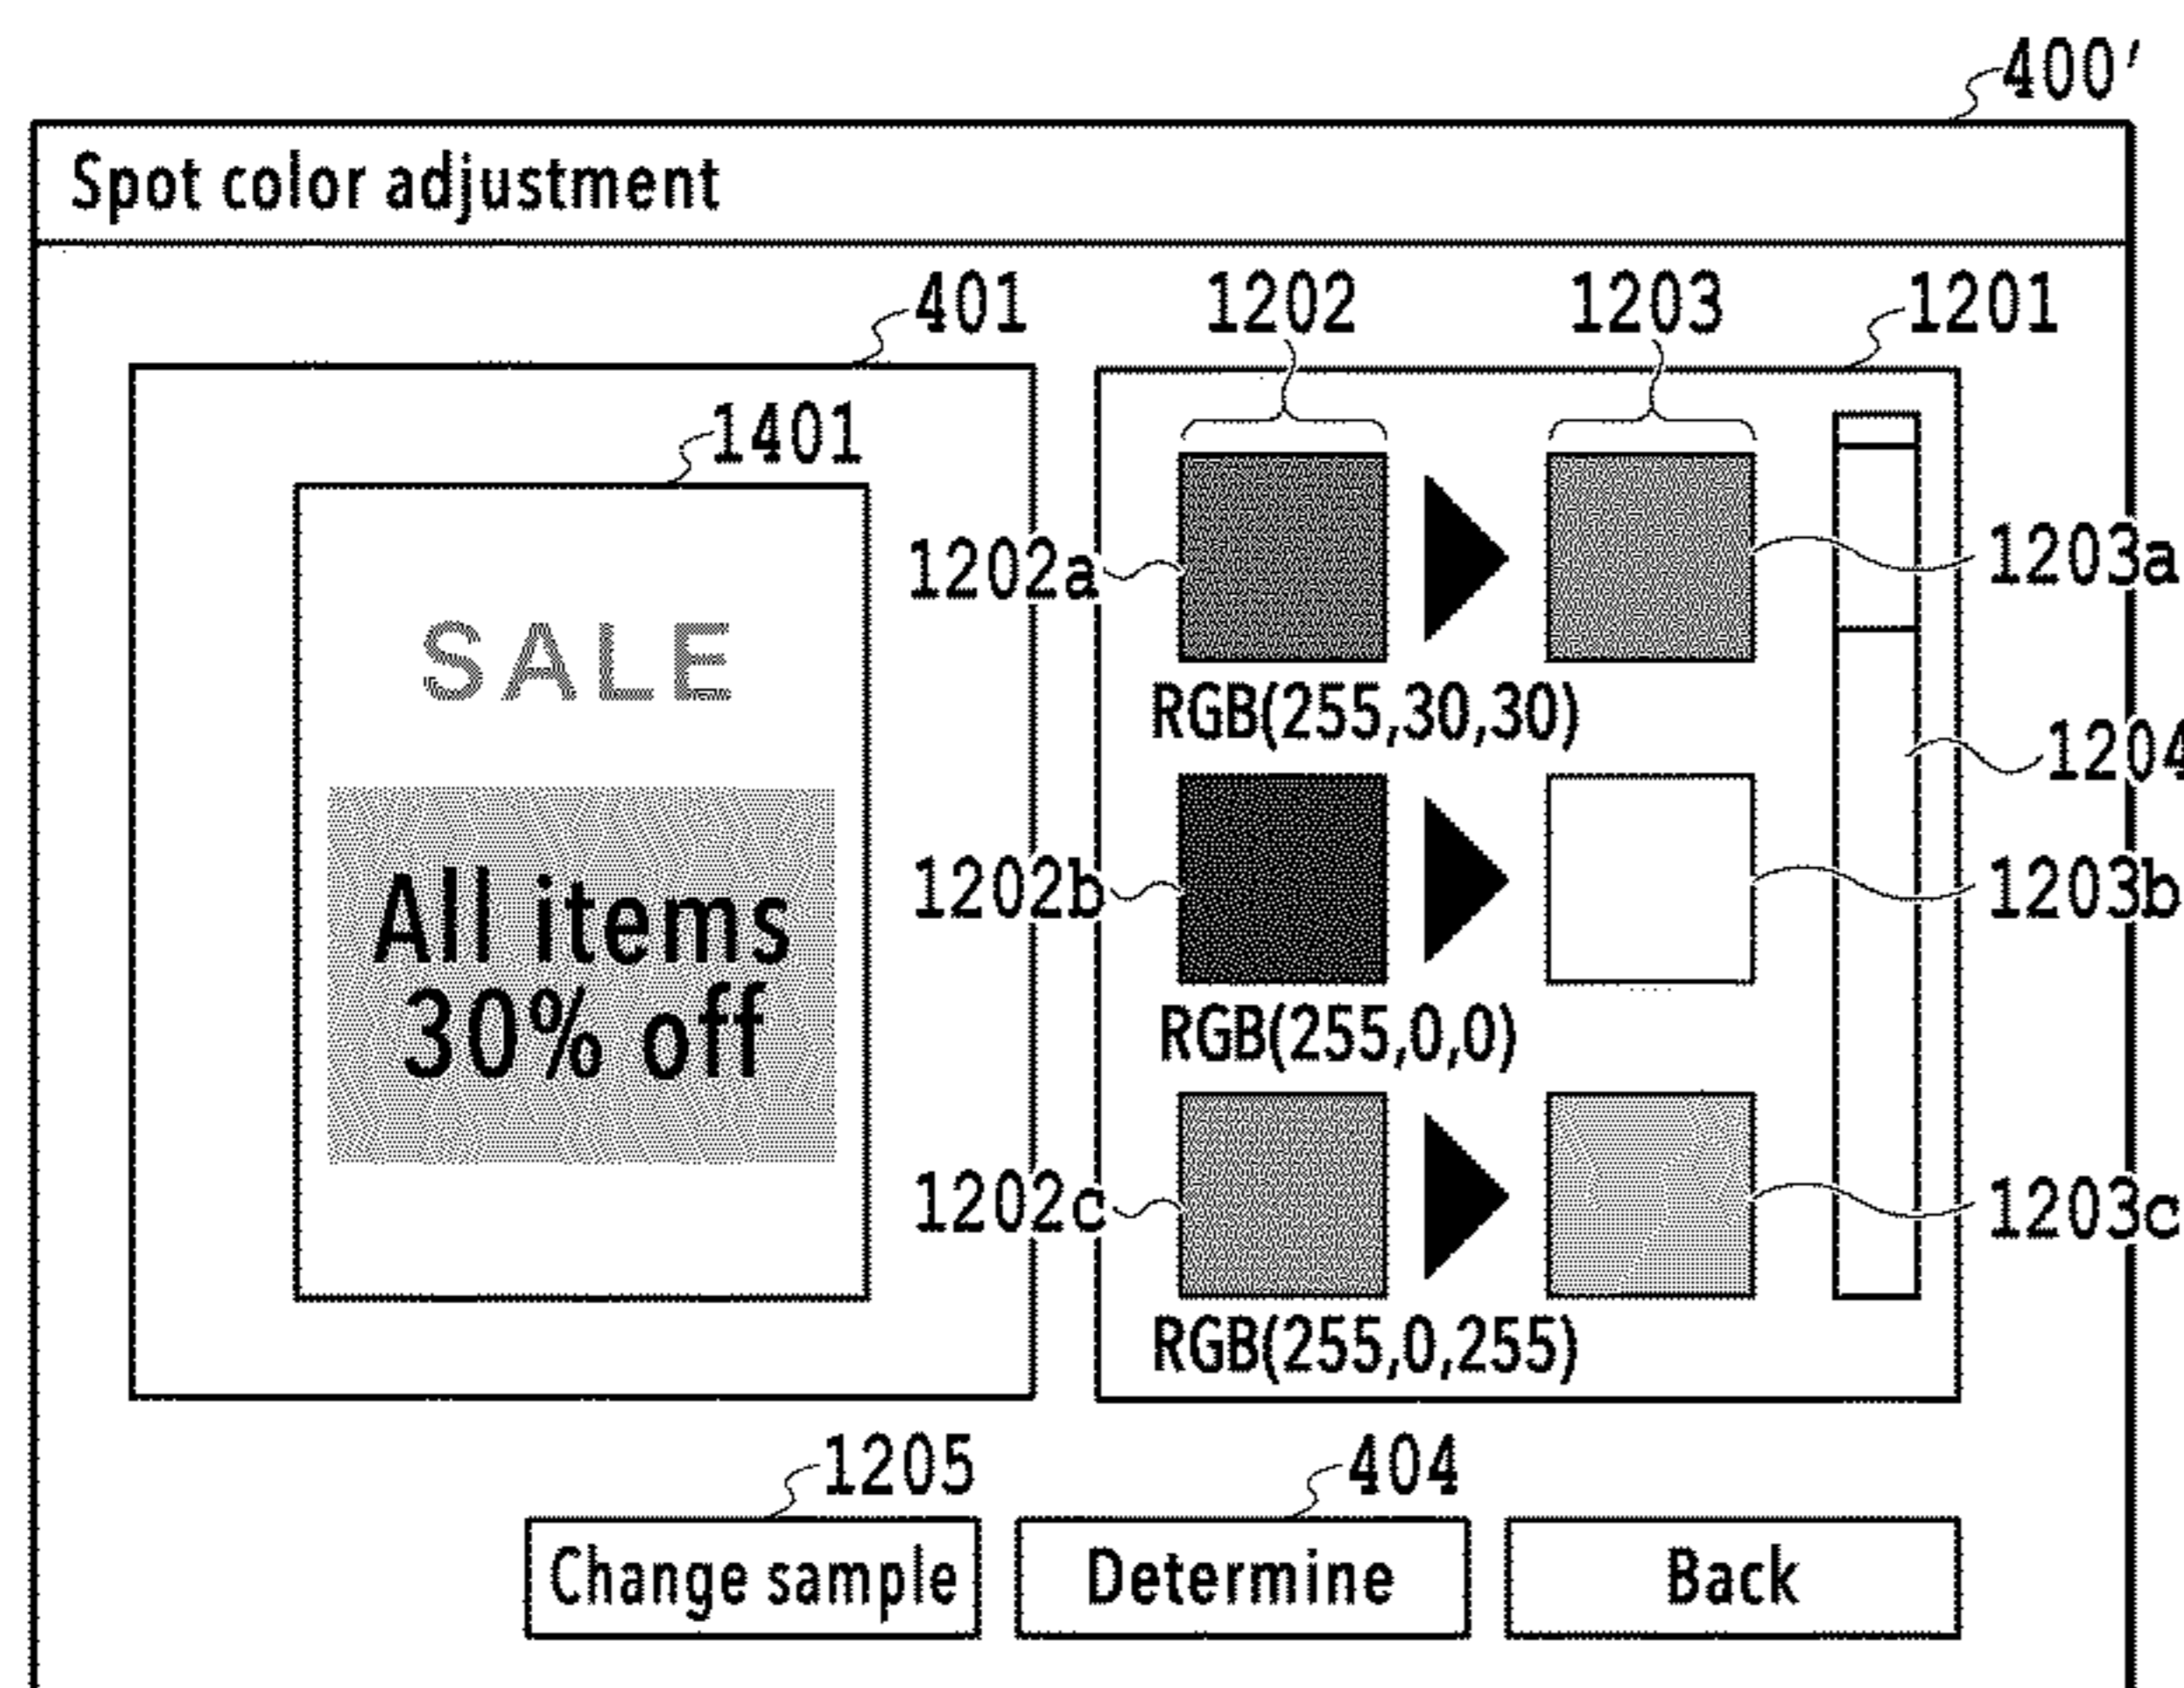 400'
Spot color adjustment
401
1202
1203
1201
1401
1202a
1203a
SALE
RGB(255,30,30)
1204
All items
30% off
1202b
1203b
RGB(255,0,0)
1202c
1203c
RGB(255,0,255)
1205
404
Change sample
Determine
Back